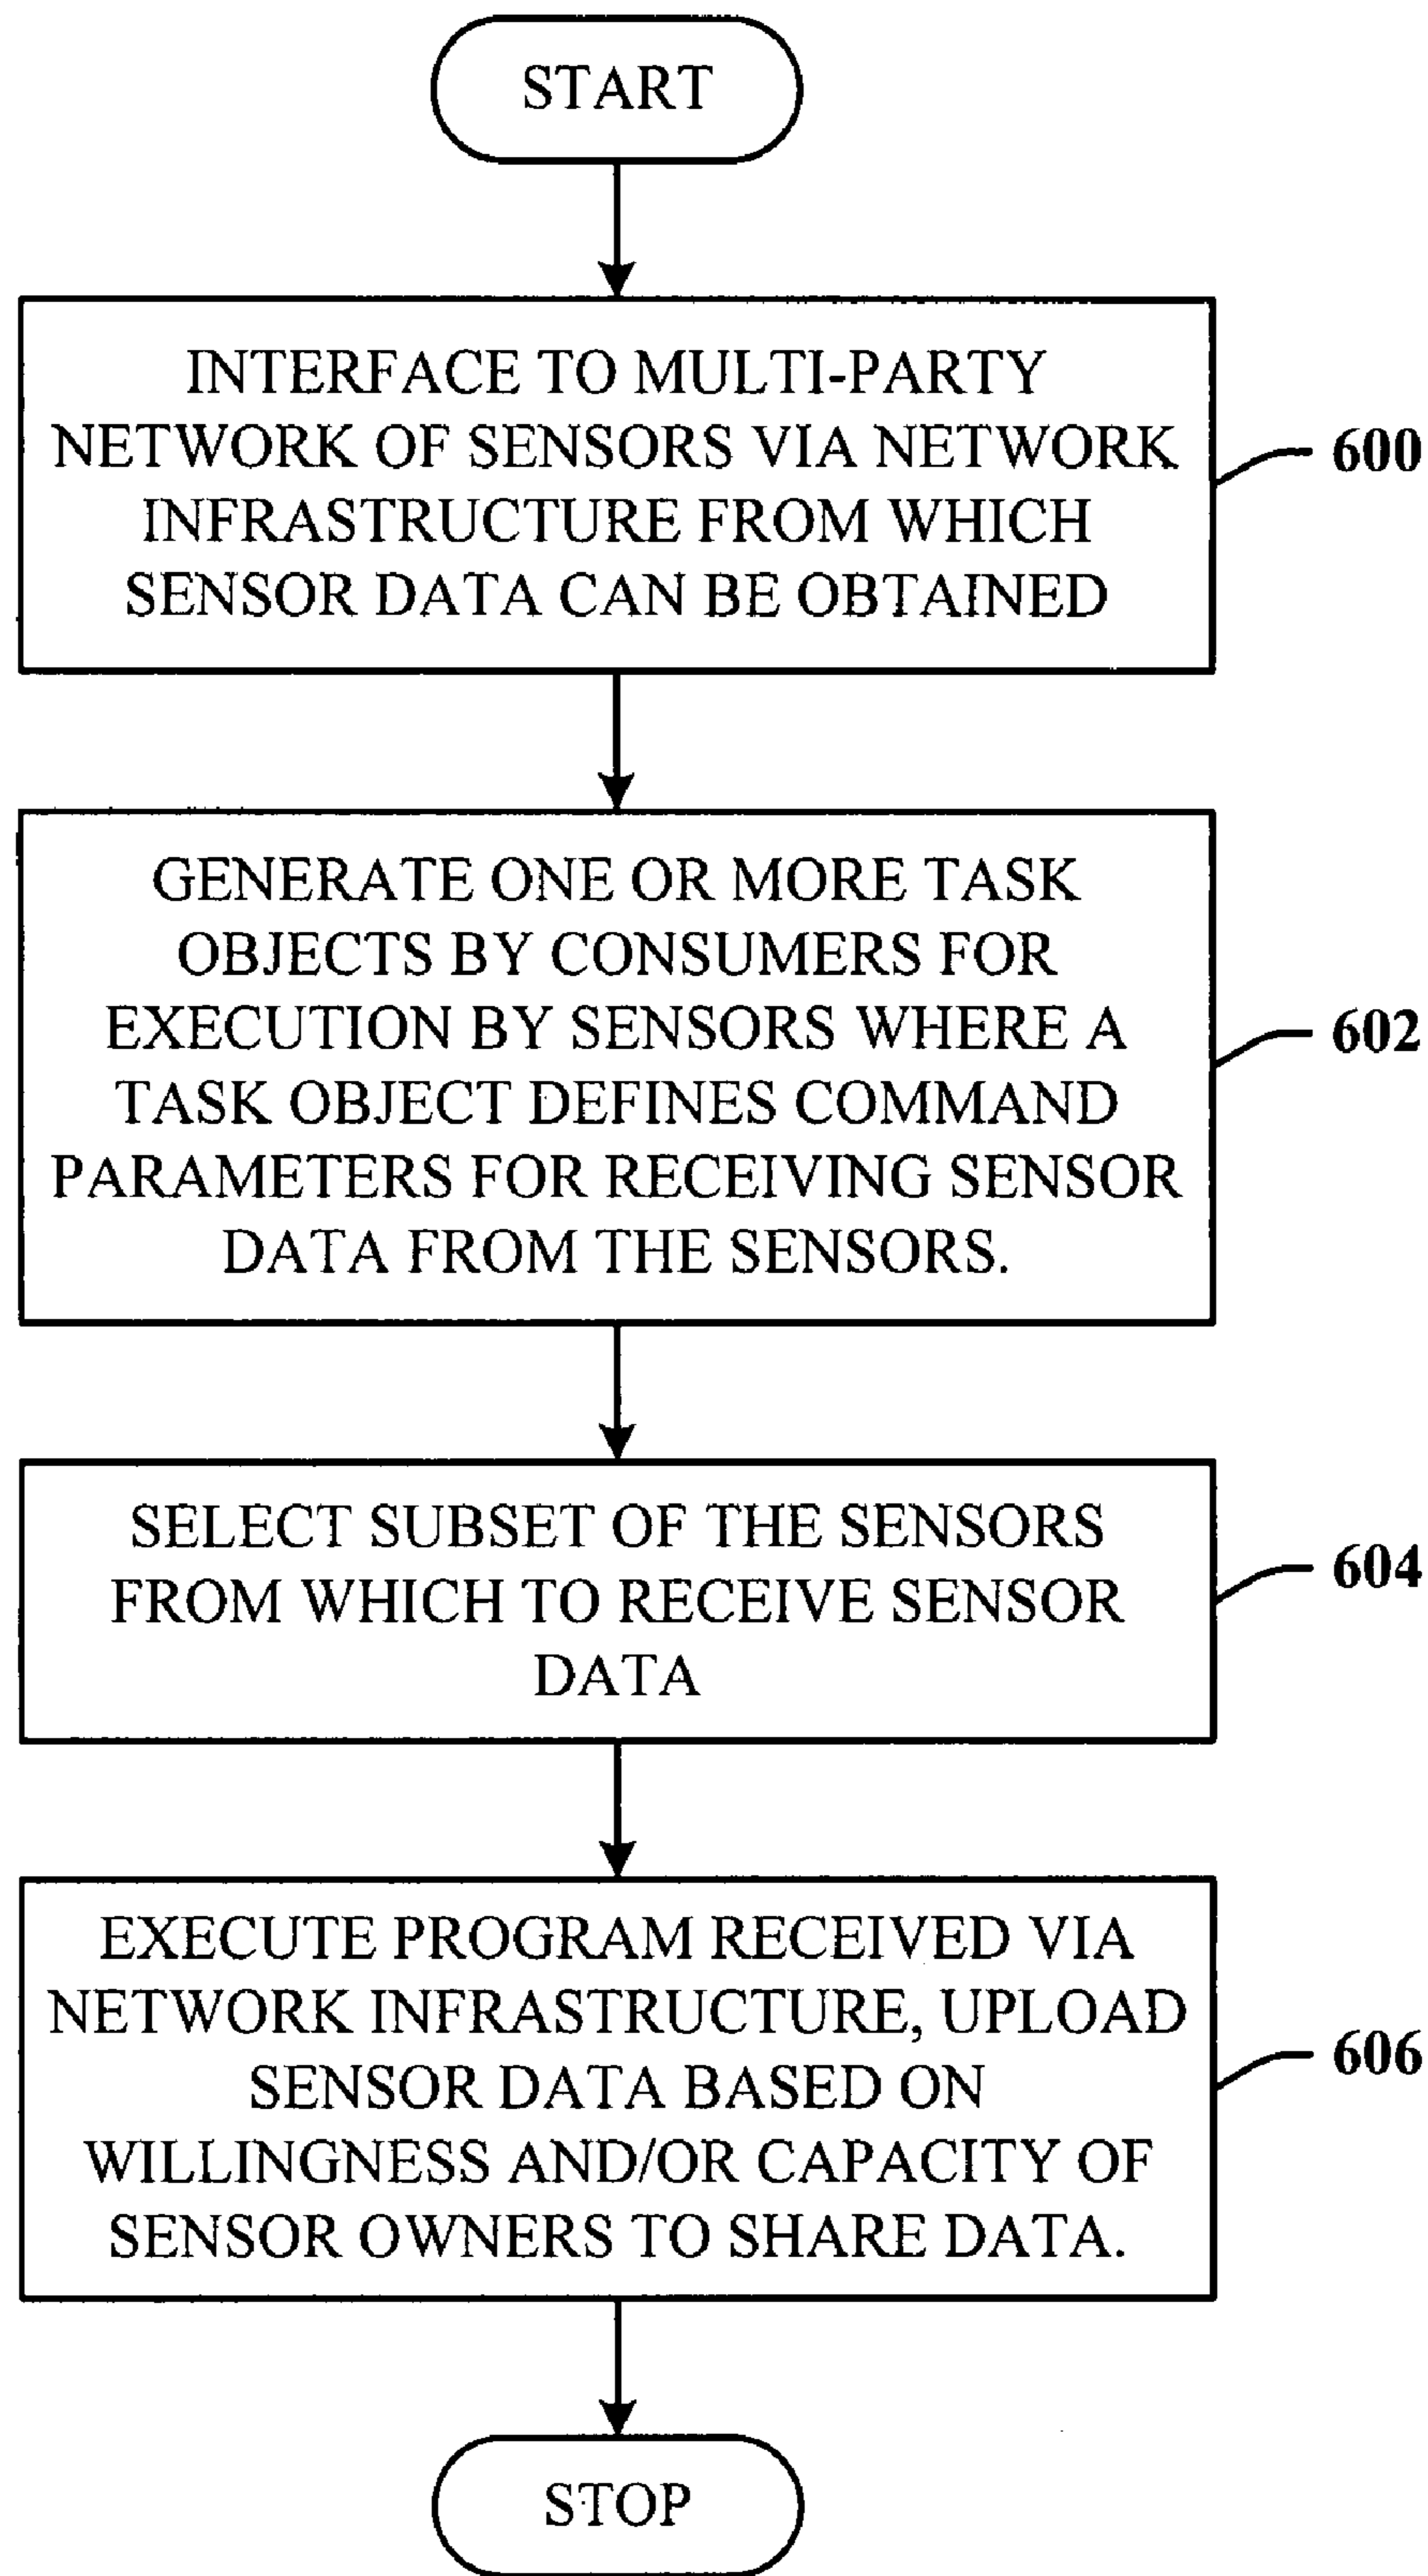 START
INTERFACE TO MULTI-PARTY
NETWORK OF SENSORS VIA NETWORK
INFRASTRUCTURE FROM WHICH
SENSOR DATA CAN BE OBTAINED
600
GENERATE ONE OR MORE TASK
OBJECTS BY CONSUMERS FOR
EXECUTION BY SENSORS WHERE A
TASK OBJECT DEFINES COMMAND
PARAMETERS FOR RECEIVING SENSOR
DATA FROM THE SENSORS.
602
SELECT SUBSET OF THE SENSORS
FROM WHICH TO RECEIVE SENSOR
DATA
604
EXECUTE PROGRAM RECEIVED VIA
NETWORK INFRASTRUCTURE, UPLOAD
SENSOR DATA BASED ON
WILLINGNESS AND/OR CAPACITY OF
SENSOR OWNERS TO SHARE DATA.
606
STOP